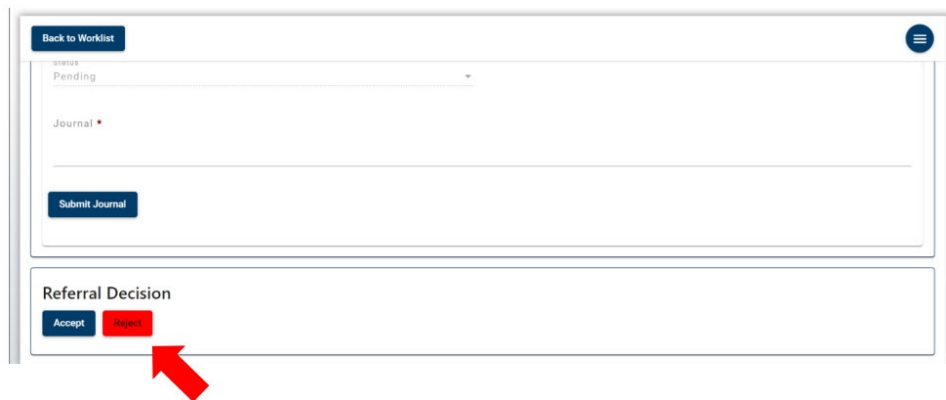 Back to Worklist
Status
Pending
Journal *
Submit Journal
Referral Decision
Accept Reject